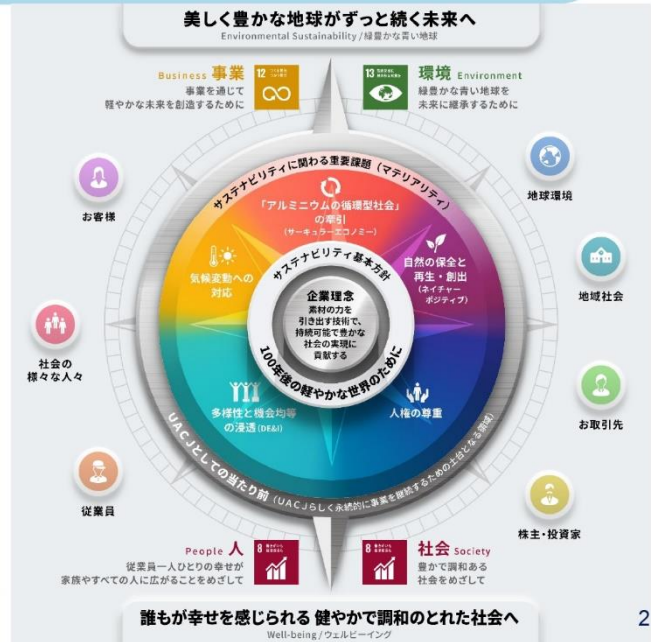 美しく豊かな地球がずっと続く未来へ
Environmental Sustainability/緑豊かな青い地球
Business 事業
事業を通じて
軽やかな未来を創造するために
12
13
環境 Environment
緑豊かな青い地球を
未来に継承するために
お客様
社会の
様々な人々
従業員
地球環境
地域社会
お取引先
株主・投資家
サステナビリティに関わる重要課題(マテリアリティ)
「アルミニウムの循環型社会」
の牽引
(サーキュラーエコノミー)
気候変動への
対応
自然の保全と
再生・創出
(ネイチャー
ポジティブ)
サステナビリティ基本方針
企業理念
素材の力を
引き出す技術で、
持続可能で豊かな
社会の実現に
貢献する
100年後の軽やかな世界のために
多様性と機会均等
の浸透(DE&I)
人権の尊重
UACJとしての当たり前(UACJらしく永続的に事業を継続するための土台となる領域)
People 人
従業員一人ひとりの幸せが
家族やすべての人に広がることをめざして
8
8
社会 Society
豊かで調和ある
社会をめざして
誰もが幸せを感じられる 健やかで調和のとれた社会へ
Well-being/ウェルビーイング
2